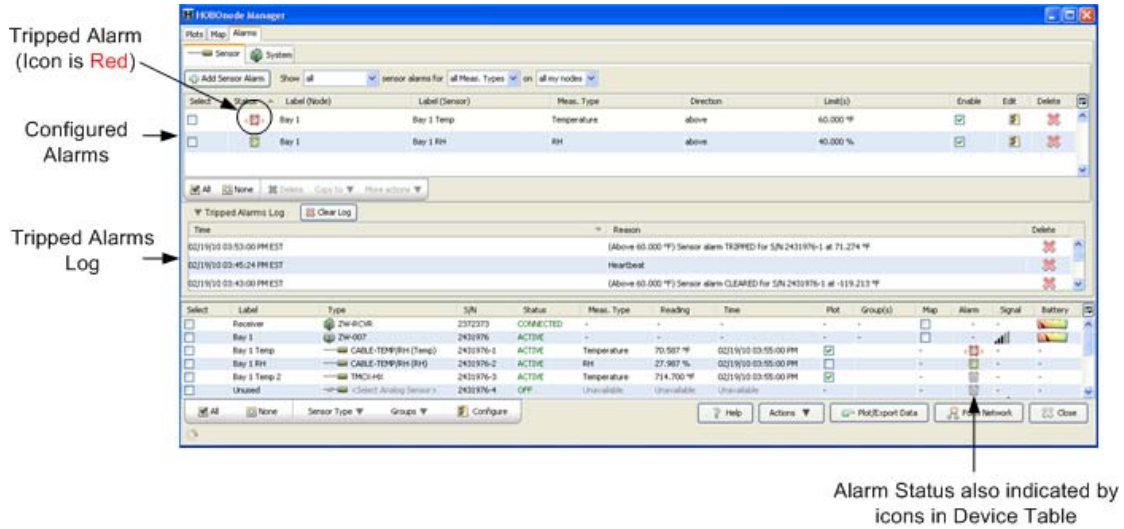 HOBOnode Manager
Plots Map Alarms
Sensor System
Add Sensor Alarm Show all sensor alarms for all Meas. Types on all my nodes
Select Status Label (Node) Label (Sensor) Meas. Type Direction Limit(s) Enable Edit Delete
Bay 1 Bay 1 Temp Temperature above 60.000 °F
Bay 1 Bay 1 RH RH above 40.000 %
All None Delete Copy to More actions
Tripped Alarms Log Clear Log
Time Reason Delete
02/19/10 03:53:00 PM EST (Above 60.000 °F) Sensor alarm TRIPPED for S/N 2431976-1 at 71.274 °F
02/19/10 03:45:24 PM EST Heartbeat
02/19/10 03:43:00 PM EST (Above 60.000 °F) Sensor alarm CLEARED for S/N 2431976-1 at -119.213 °F
Select Label Type S/N Status Meas. Type Reading Time Plot Group(s) Map Alarm Signal Battery
Receiver ZW-RCVR 2372373 CONNECTED - - - - - - -
Bay 1 ZW-007 2431976 ACTIVE - - - - - -
Bay 1 Temp CABLE-TEMP/RH (Temp) 2431976-1 ACTIVE Temperature 70.587 °F 02/19/10 03:55:00 PM - - - -
Bay 1 RH CABLE-TEMP/RH (RH) 2431976-2 ACTIVE RH 27.987 % 02/19/10 03:55:00 PM - - - -
Bay 1 Temp 2 TMCX-HX 2431976-3 ACTIVE Temperature 714.700 °F 02/19/10 03:55:00 PM - - - -
Unused <Select Analog Sensor> 2431976-4 OFF Unavailable Unavailable Unavailable - - - -
All None Sensor Type Groups Configure Help Actions Plot/Export Data Form Network Close
Tripped Alarm
(Icon is Red)
Configured
Alarms
Tripped Alarms
Log
Alarm Status also indicated by
icons in Device Table